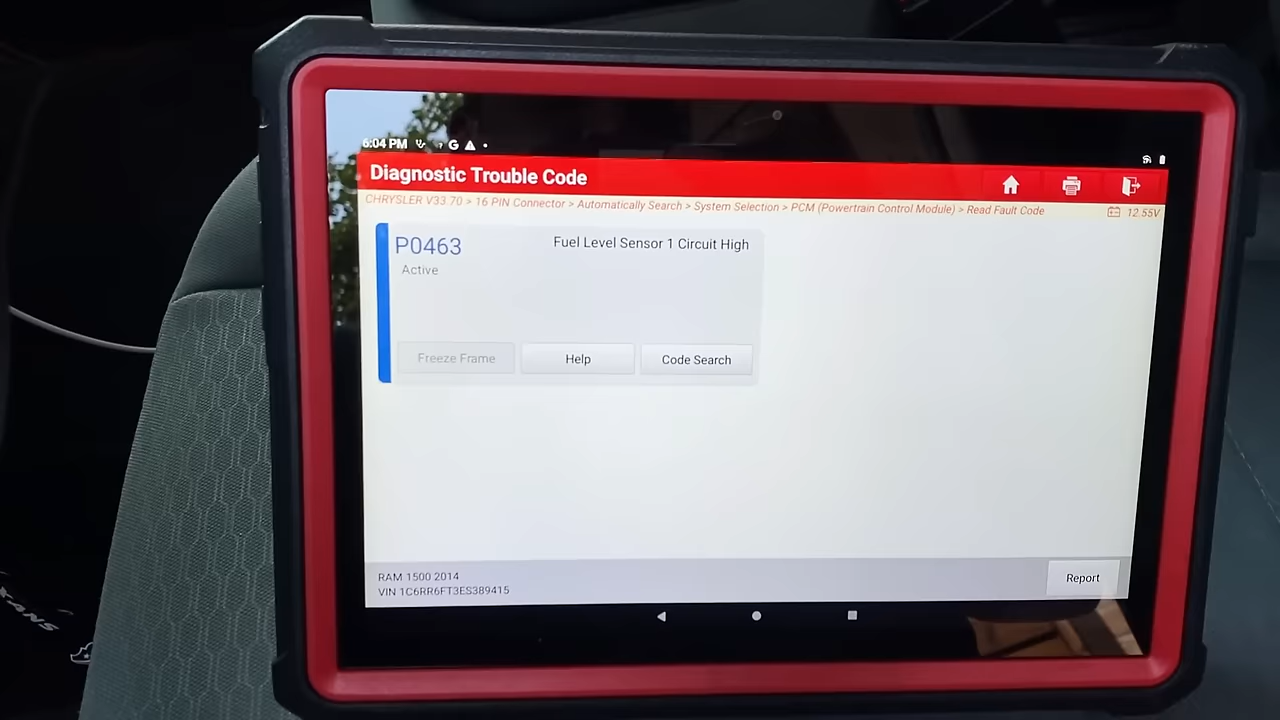 6:04 PM
Diagnostic Trouble Code
CHRYSLER V33.70 > 16 PIN Connector > Automatically Search > System Selection > PCM (Powertrain Control Module) > Read Fault Code
12.55V
P0463
Fuel Level Sensor 1 Circuit High
Active
Freeze Frame
Help
Code Search
RAM 1500 2014
VIN 1C6RR6FT3ES389415
Report